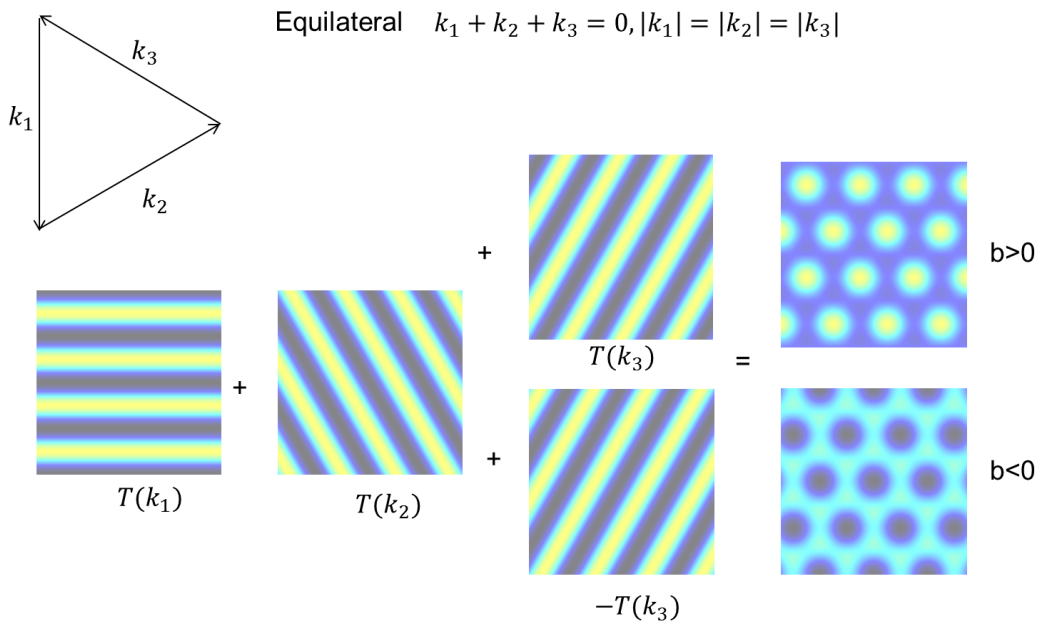 Equilateral k₁ + k₂ + k₃ = 0, |k₁| = |k₂| = |k₃|
k₃
k₁
k₂
+
b>0
T(k₃)
=
+
T(k₁)
T(k₂)
+
b<0
−T(k₃)